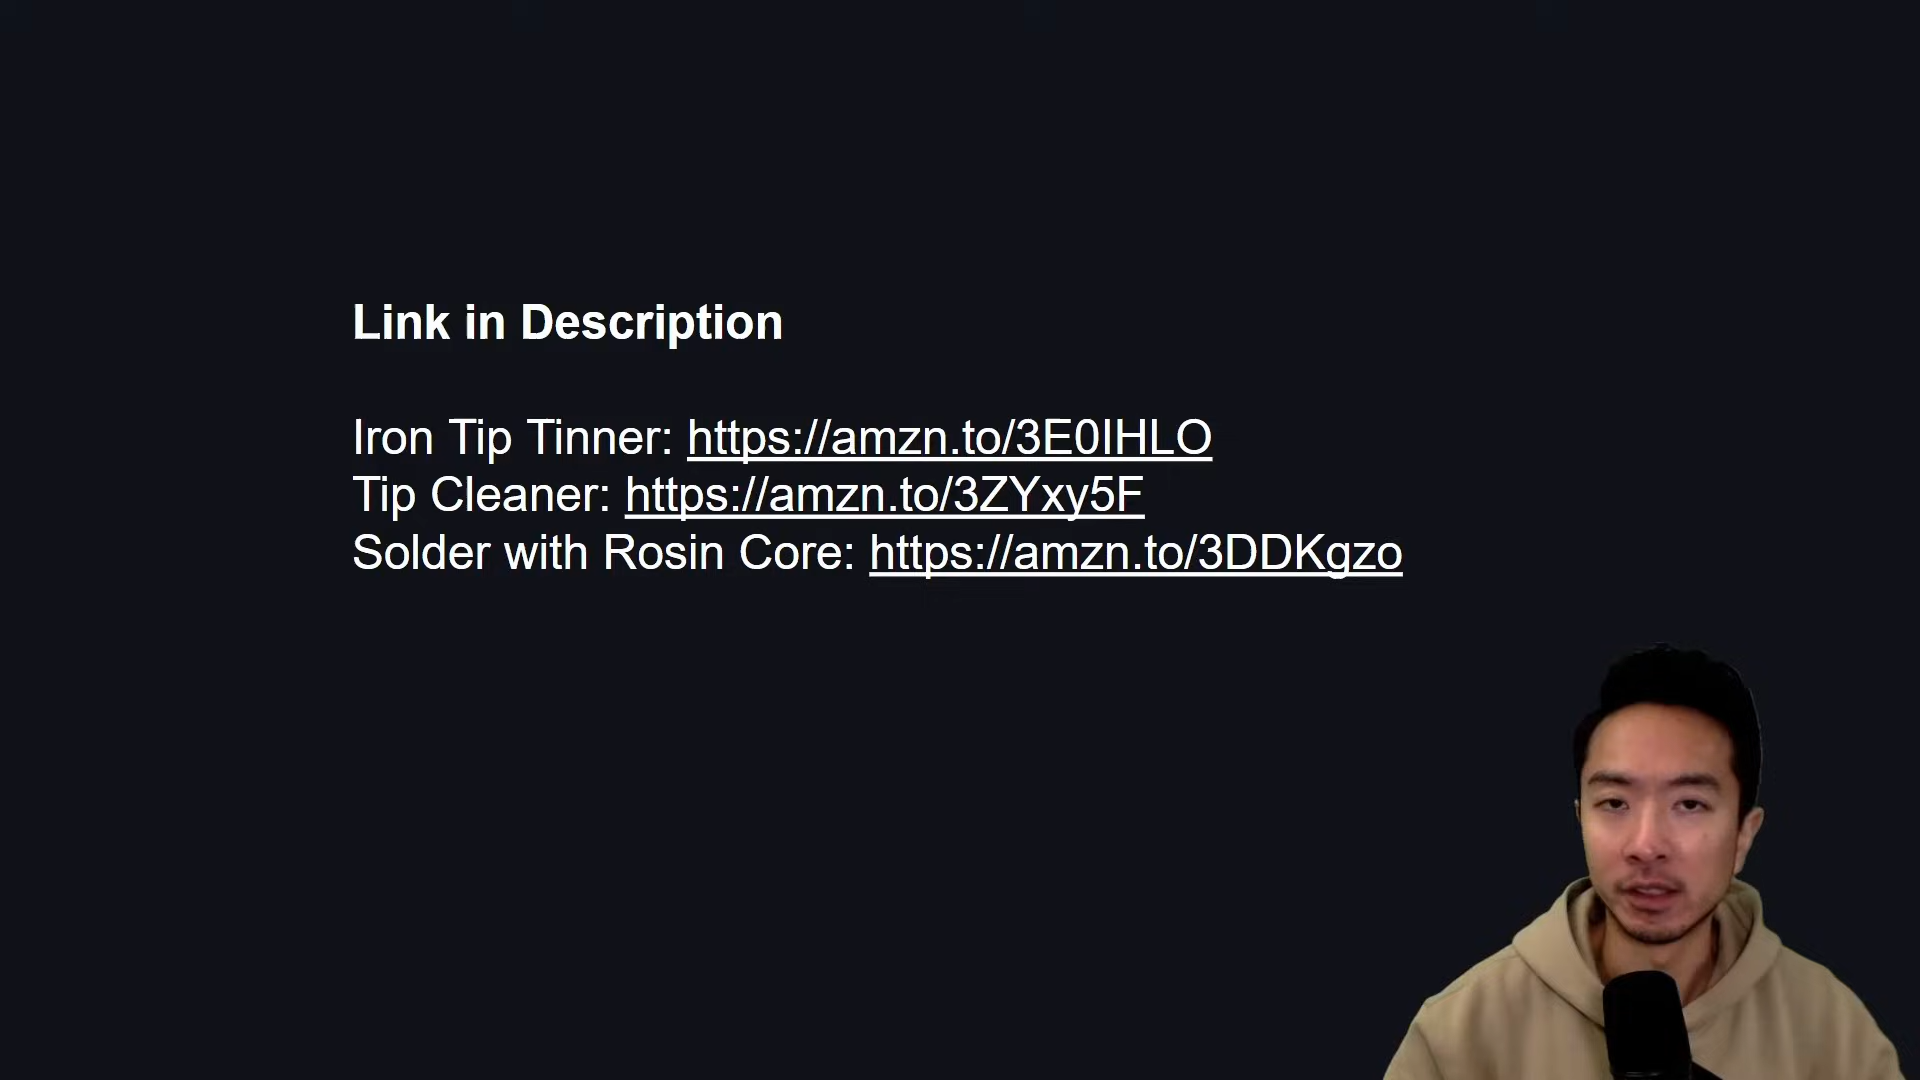 Link in Description
Iron Tip Tinner: https://amzn.to/3E0IHLO
Tip Cleaner: https://amzn.to/3ZYxy5F
Solder with Rosin Core: https://amzn.to/3DDKgzo